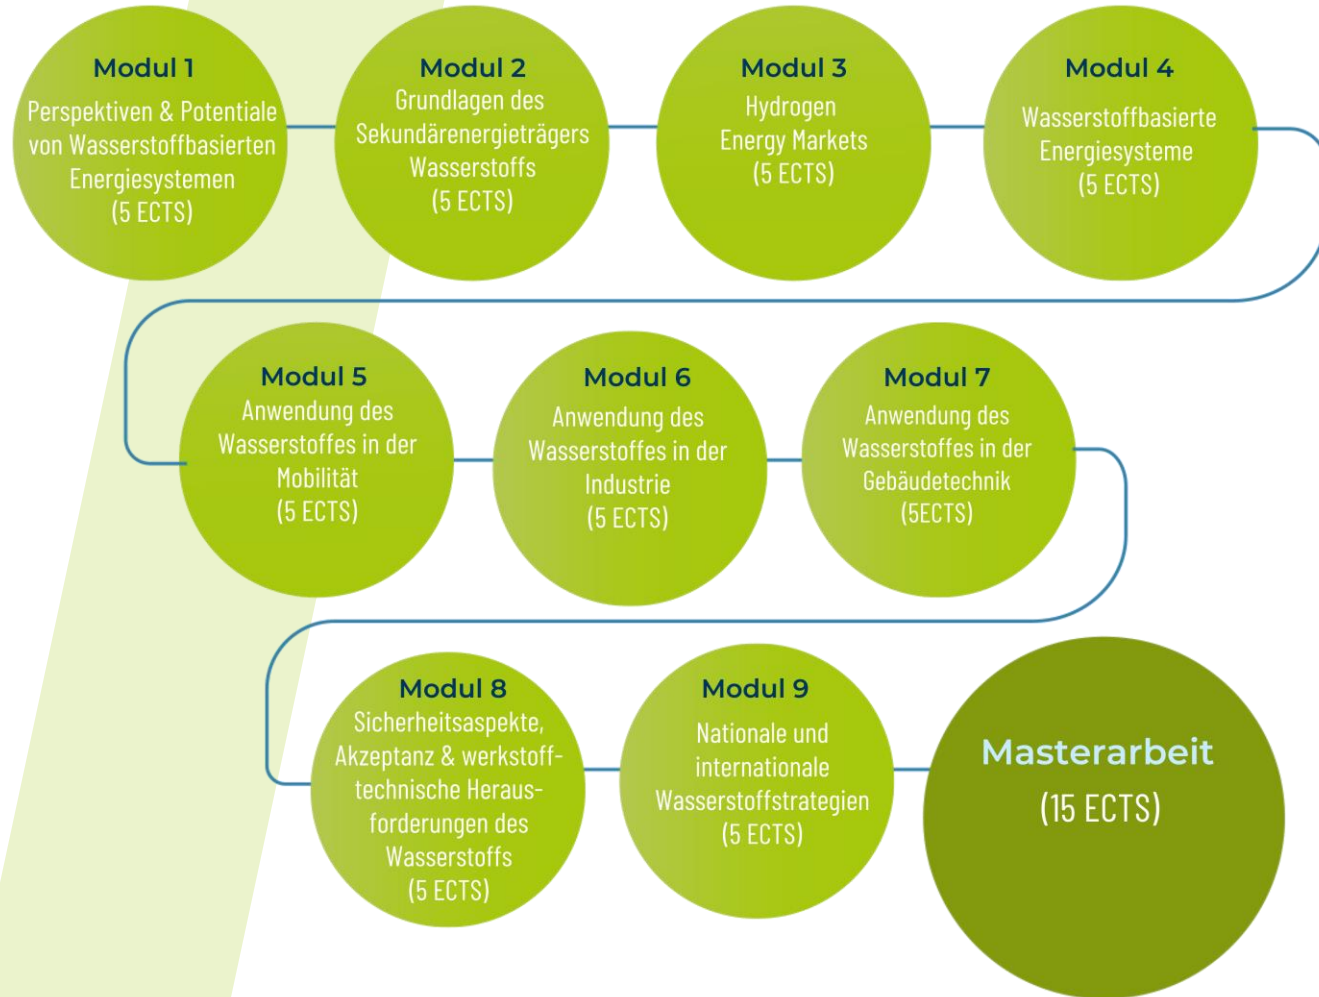 Modul 1
Perspektiven & Potentiale
von Wasserstoffbasierten
Energiesystemen
(5 ECTS)
Modul 2
Grundlagen des
Sekundärenergieträgers
Wasserstoffs
(5 ECTS)
Modul 3
Hydrogen
Energy Markets
(5 ECTS)
Modul 4
Wasserstoffbasierte
Energiesysteme
(5 ECTS)
Modul 5
Anwendung des
Wasserstoffes in der
Mobilität
(5 ECTS)
Modul 6
Anwendung des
Wasserstoffes in der
Industrie
(5 ECTS)
Modul 7
Anwendung des
Wasserstoffes in der
Gebäudetechnik
(5ECTS)
Modul 8
Sicherheitsaspekte,
Akzeptanz & werkstoff-
technische Heraus-
forderungen des
Wasserstoffs
(5 ECTS)
Modul 9
Nationale und
internationale
Wasserstoffstrategien
(5 ECTS)
Masterarbeit
(15 ECTS)